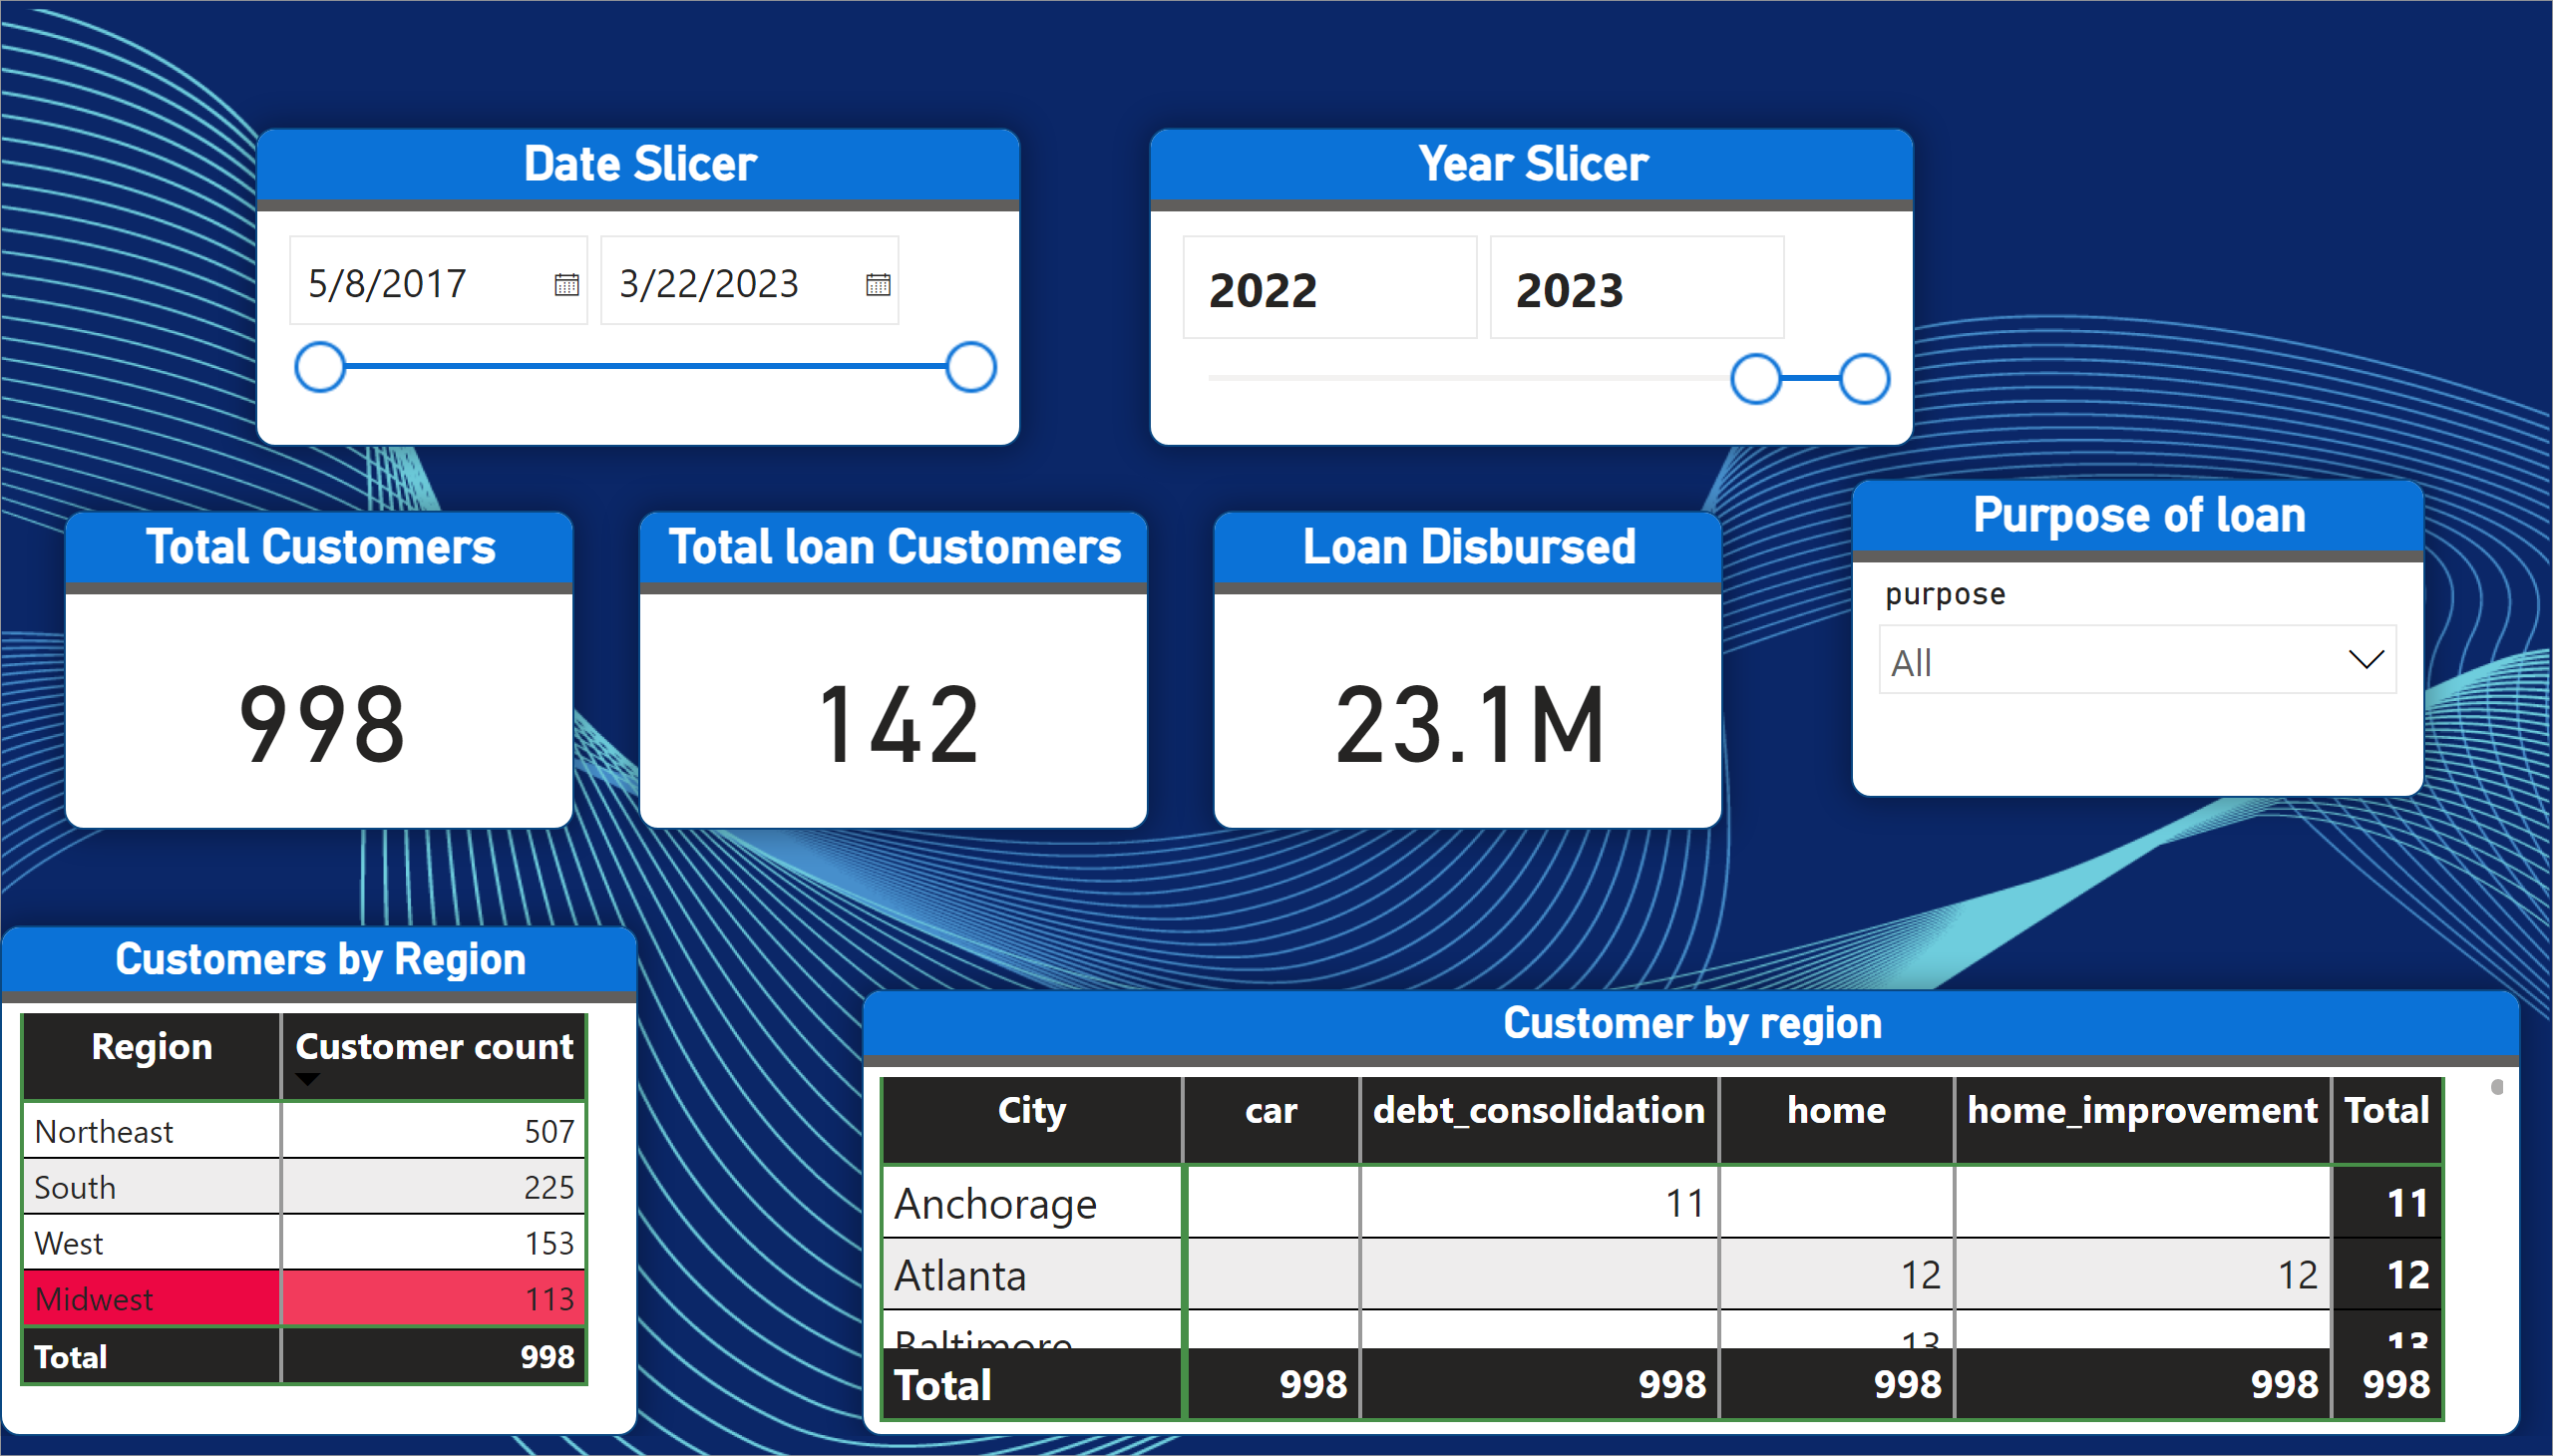 Date Slicer
5/8/2017 3/22/2023
Year Slicer
2022 2023
Total Customers
998
Total loan Customers
142
Loan Disbursed
23.1M
Purpose of loan
purpose
All
Customers by Region
Region Customer count
Northeast 507
South 225
West 153
Midwest 113
Total 998
Customer by region
City car debt_consolidation home home_improvement Total
Anchorage 11 11
Atlanta 12 12 12
Baltimore 13 13
Total 998 998 998 998 998